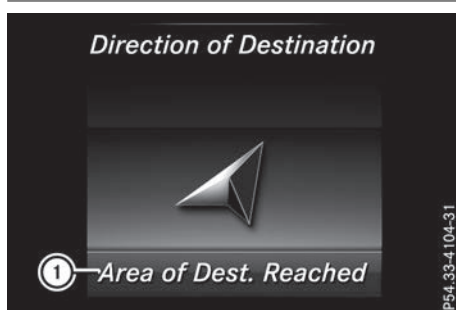 Direction of Destination
1
Area of Dest. Reached
P54.33-4104-31